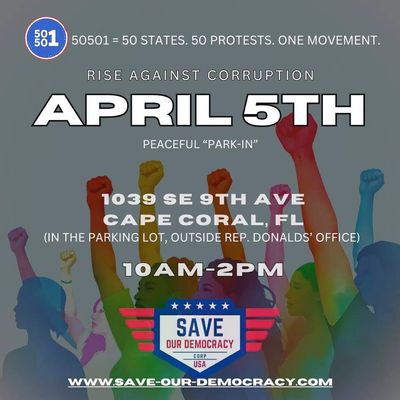 50
501
50501 = 50 STATES. 50 PROTESTS. ONE MOVEMENT.
RISE AGAINST CORRUPTION
APRIL 5TH
PEACEFUL “PARK-IN”
1039 SE 9TH AVE
CAPE CORAL, FL
(IN THE PARKING LOT, OUTSIDE REP. DONALDS’ OFFICE)
10AM-2PM
SAVE
OUR DEMOCRACY
CORP
USA
WWW.SAVE-OUR-DEMOCRACY.COM